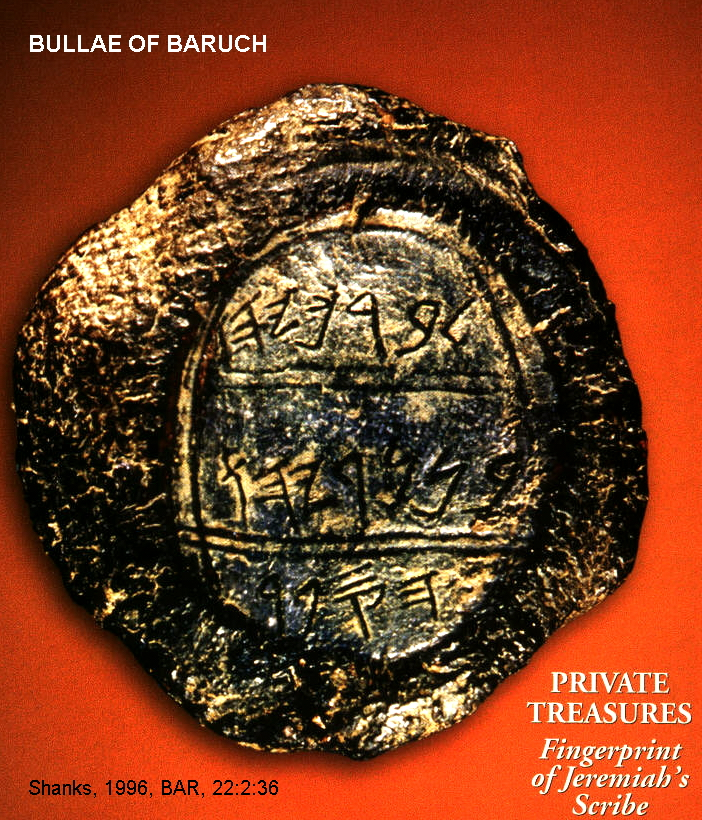 BULLAE OF BARUCH
𐤋𐤁𐤓𐤊𐤉𐤄𐤅
𐤁𐤍 𐤍𐤓𐤉𐤄𐤅
𐤄𐤎𐤐𐤓
PRIVATE
TREASURES
Fingerprint
of Jeremiah's
Scribe
Shanks, 1996, BAR, 22:2:36